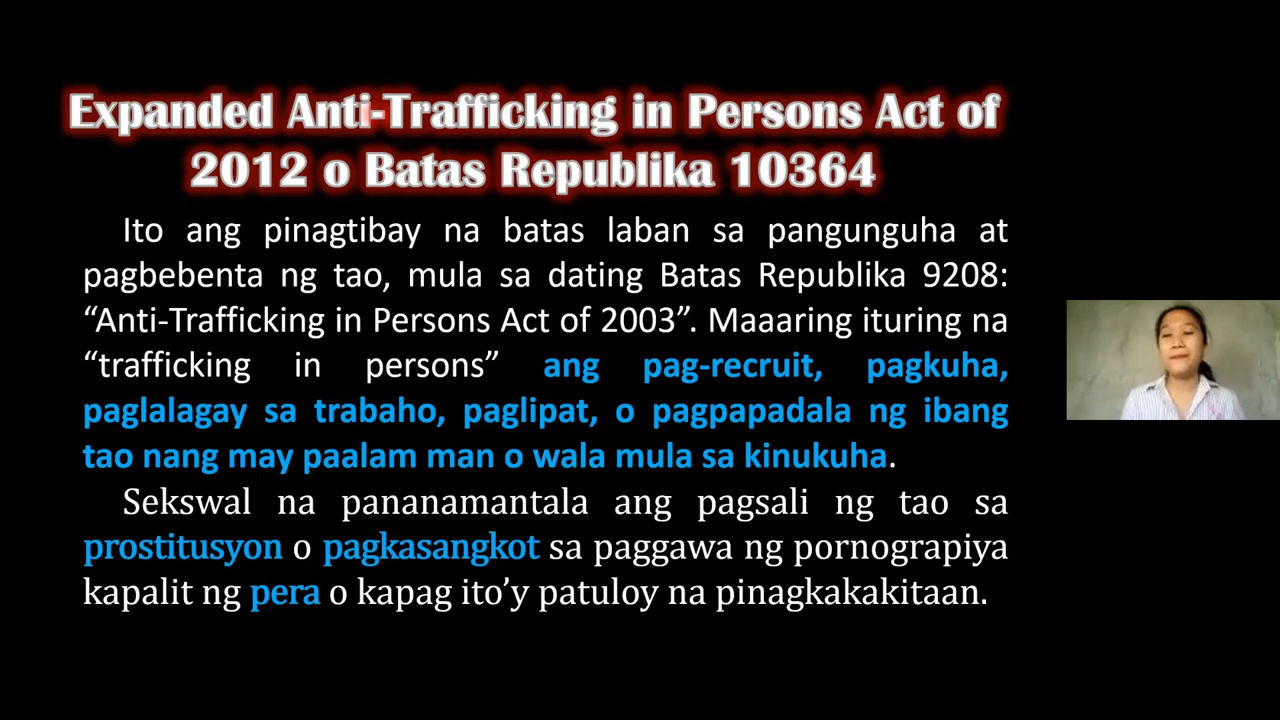 Expanded Anti-Trafficking in Persons Act of
2012 o Batas Republika 10364
Ito ang pinagtibay na batas laban sa pangunguha at
pagbebenta ng tao, mula sa dating Batas Republika 9208:
“Anti-Trafficking in Persons Act of 2003”. Maaaring ituring na
“trafficking in persons” ang pag-recruit, pagkuha,
paglalagay sa trabaho, paglipat, o pagpapadala ng ibang
tao nang may paalam man o wala mula sa kinukuha.
Sekswal na pananamantala ang pagsali ng tao sa
prostitusyon o pagkasangkot sa paggawa ng pornograpiya
kapalit ng pera o kapag ito’y patuloy na pinagkakakitaan.